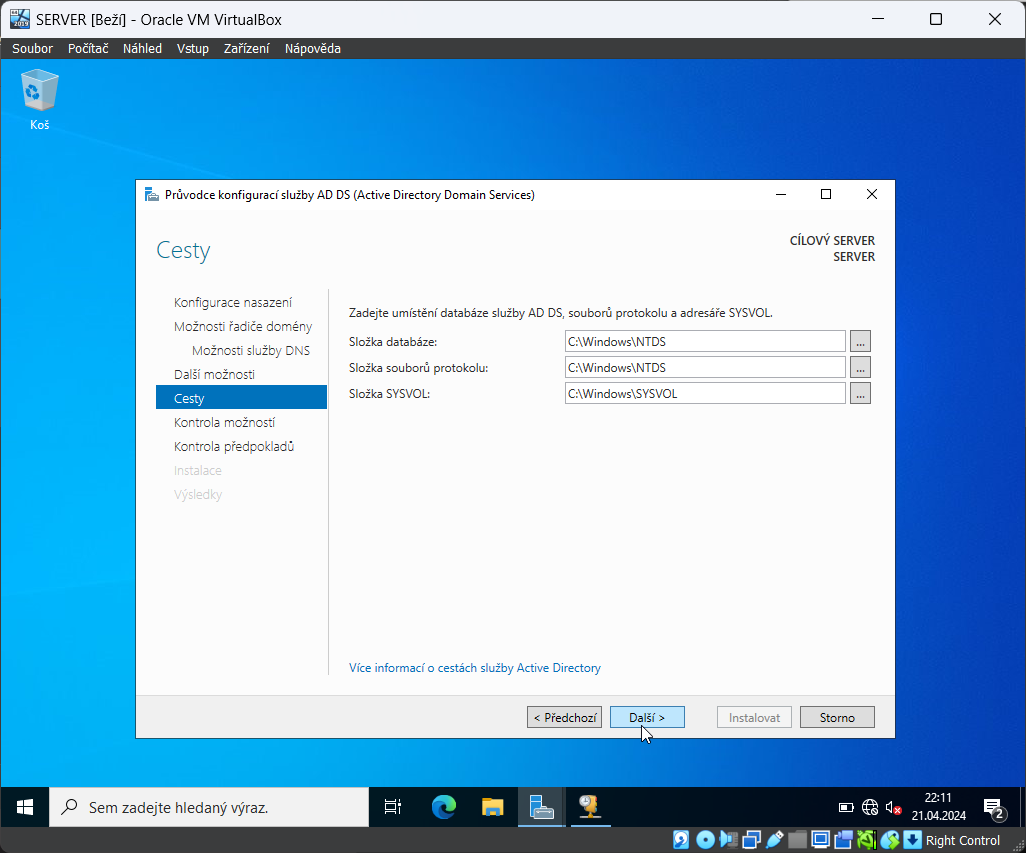 SERVER [Beží] - Oracle VM VirtualBox
Soubor Počítač Náhled Vstup Zařízení Nápověda
Koš
Průvodce konfigurací služby AD DS (Active Directory Domain Services)
Cesty
CÍLOVÝ SERVER
SERVER
Konfigurace nasazení
Možnosti řadiče domény
Možnosti služby DNS
Další možnosti
Cesty
Kontrola možností
Kontrola předpokladů
Instalace
Výsledky
Zadejte umístění databáze služby AD DS, souborů protokolu a adresáře SYSVOL.
Složka databáze: C:\Windows\NTDS ...
Složka souborů protokolu: C:\Windows\NTDS ...
Složka SYSVOL: C:\Windows\SYSVOL ...
Více informací o cestách služby Active Directory
< Předchozí Další > Instalovat Storno
Sem zadejte hledaný výraz.
22:11
21.04.2024
2
Right Control